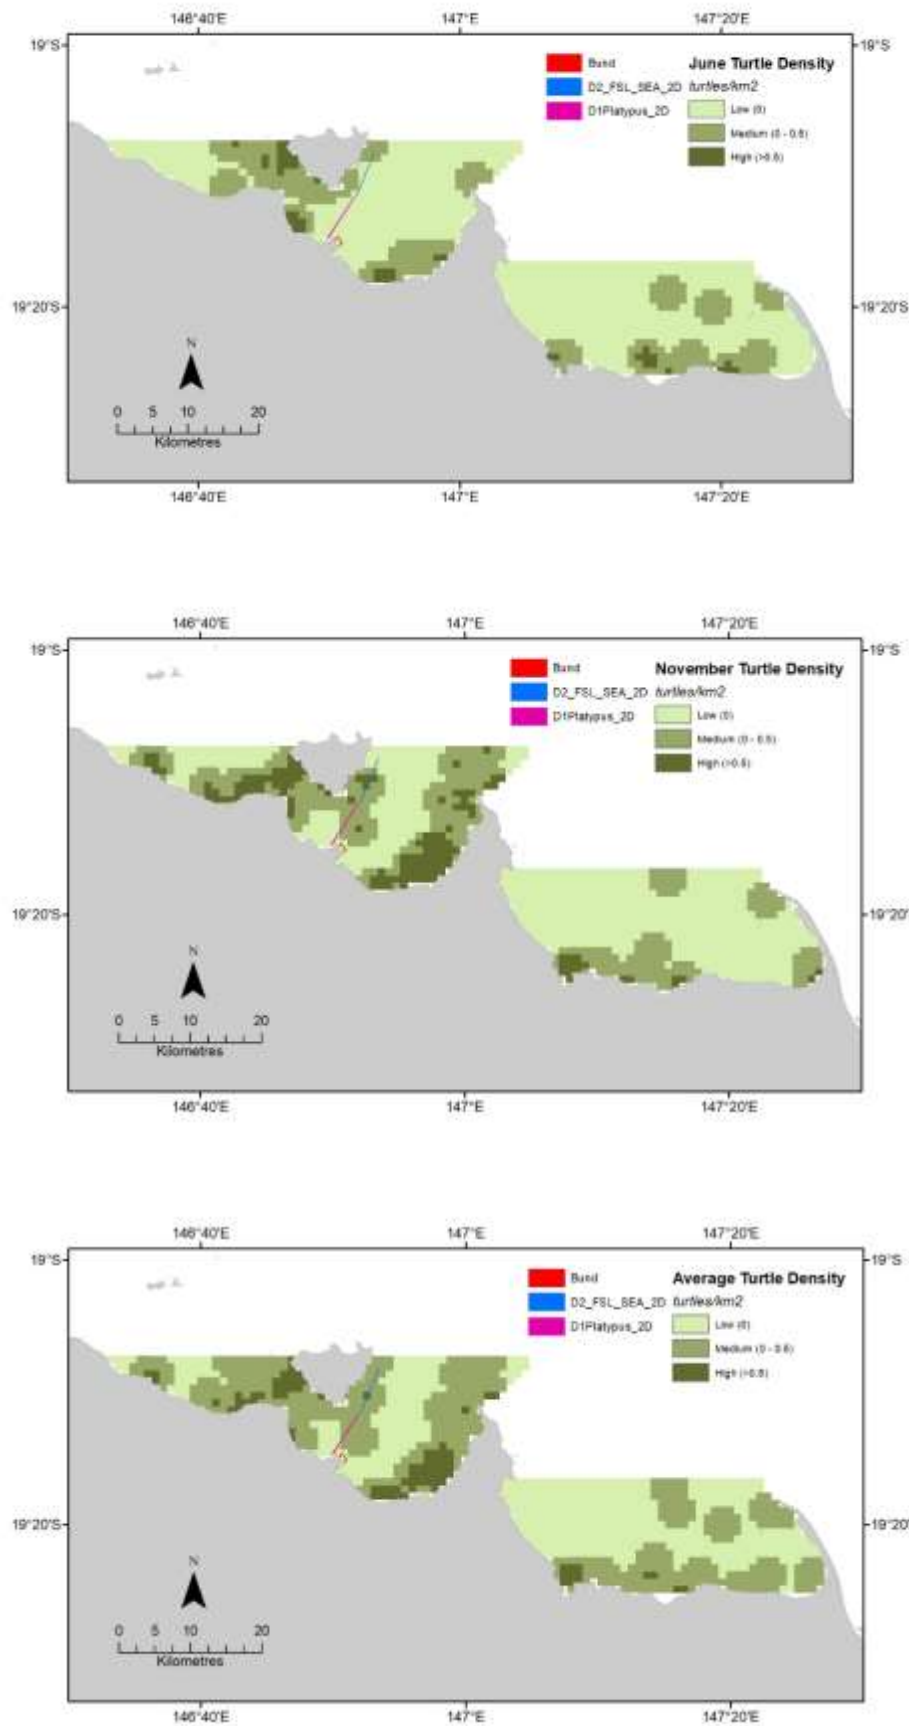 146°40'E 147°E 147°20'E
19°S 19°S
Bund June Turtle Density
D2_FSL_SEA_2D turtles/km2
D1Platypus_2D Low (0)
Medium (0 - 0.5)
High (>0.5)
19°20'S 19°20'S
N
0 5 10 20
Kilometres
146°40'E 147°E 147°20'E
146°40'E 147°E 147°20'E
19°S 19°S
Bund November Turtle Density
D2_FSL_SEA_2D turtles/km2
D1Platypus_2D Low (0)
Medium (0 - 0.5)
High (>0.5)
19°20'S 19°20'
N
0 5 10 20
Kilometres
146°40'E 147°E 147°20'E
146°40'E 147°E 147°20'E
19°S 19°S
Bund Average Turtle Density
D2_FSL_SEA_2D turtles/km2
D1Platypus_2D Low (0)
Medium (0 - 0.5)
High (>0.5)
19°20'S 19°20'
N
0 5 10 20
Kilometres
146°40'E 147°E 147°20'E